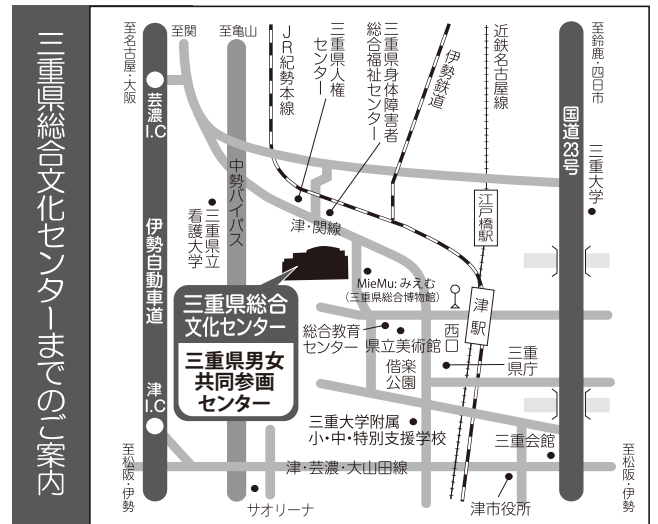 三重県総合文化センターまでのご案内
至名古屋・大阪
至関
至亀山
JR紀勢本線
三重県人権
センター
三重県身体障害者
総合福祉センター
伊勢鉄道
近鉄名古屋線
至鈴鹿・四日市
芸濃
I.C
国道23号
三重大学
中勢バイパス
三重県立
看護大学
津・関線
江戸橋駅
伊勢自動車道
MieMu:みえむ
(三重県総合博物館)
三重県総合
文化センター
三重県男女
共同参画
センター
総合教育
センター
県立美術館
西口
津駅
偕楽
公園
三重
県庁
津
I.C
三重大学附属
小・中・特別支援学校
三重会館
至松阪・伊勢
津・芸濃・大山田線
至松阪・伊勢
サオリーナ
津市役所